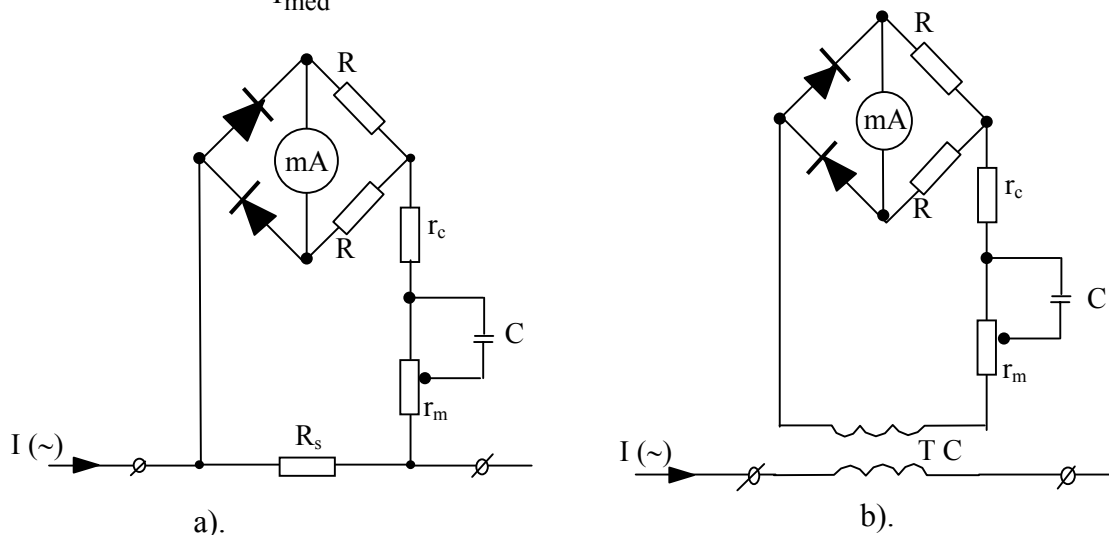 I_med
R
mA
R
r_c
C
r_m
R_s
I (~)
a).
R
mA
R
r_c
C
r_m
T C
I (~)
b).